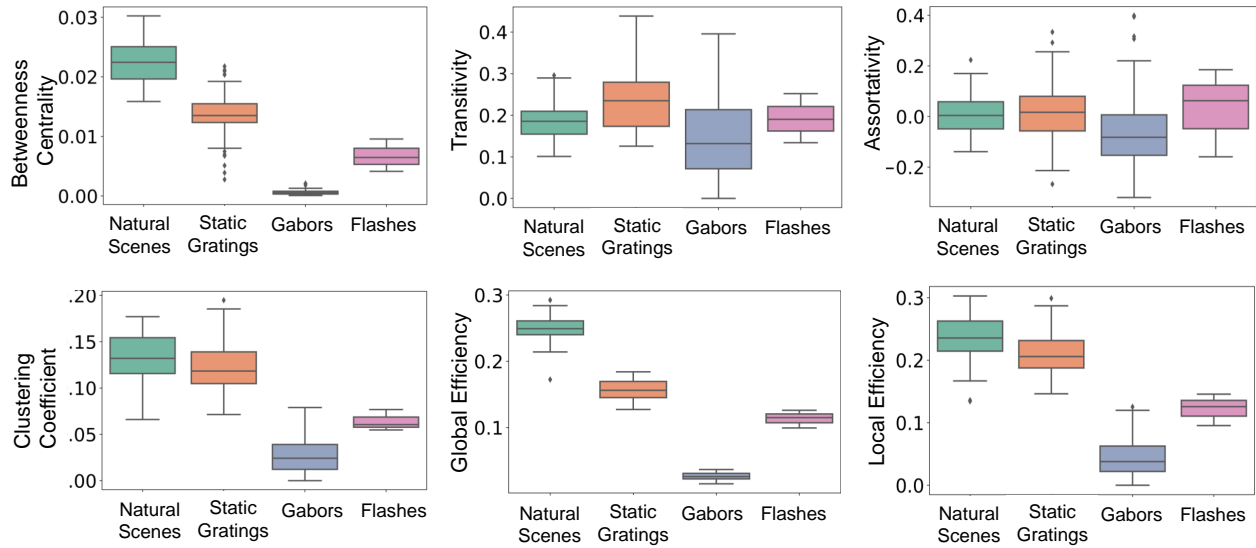 Betweenness
Centrality
0.03
0.02
0.01
0.00
Natural
Scenes
Static
Gratings
Gabors
Flashes
Transitivity
0.4
0.3
0.2
0.1
0.0
Natural
Scenes
Static
Gratings
Gabors
Flashes
Assortativity
0.4
0.2
0.0
−0.2
Natural
Scenes
Static
Gratings
Gabors
Flashes
Clustering
Coefficient
.20
.15
.10
.05
.00
Natural
Scenes
Static
Gratings
Gabors
Flashes
Global Efficiency
0.3
0.2
0.1
Natural
Scenes
Static
Gratings
Gabors
Flashes
Local Efficiency
0.3
0.2
0.1
0.0
Natural
Scenes
Static
Gratings
Gabors
Flashes